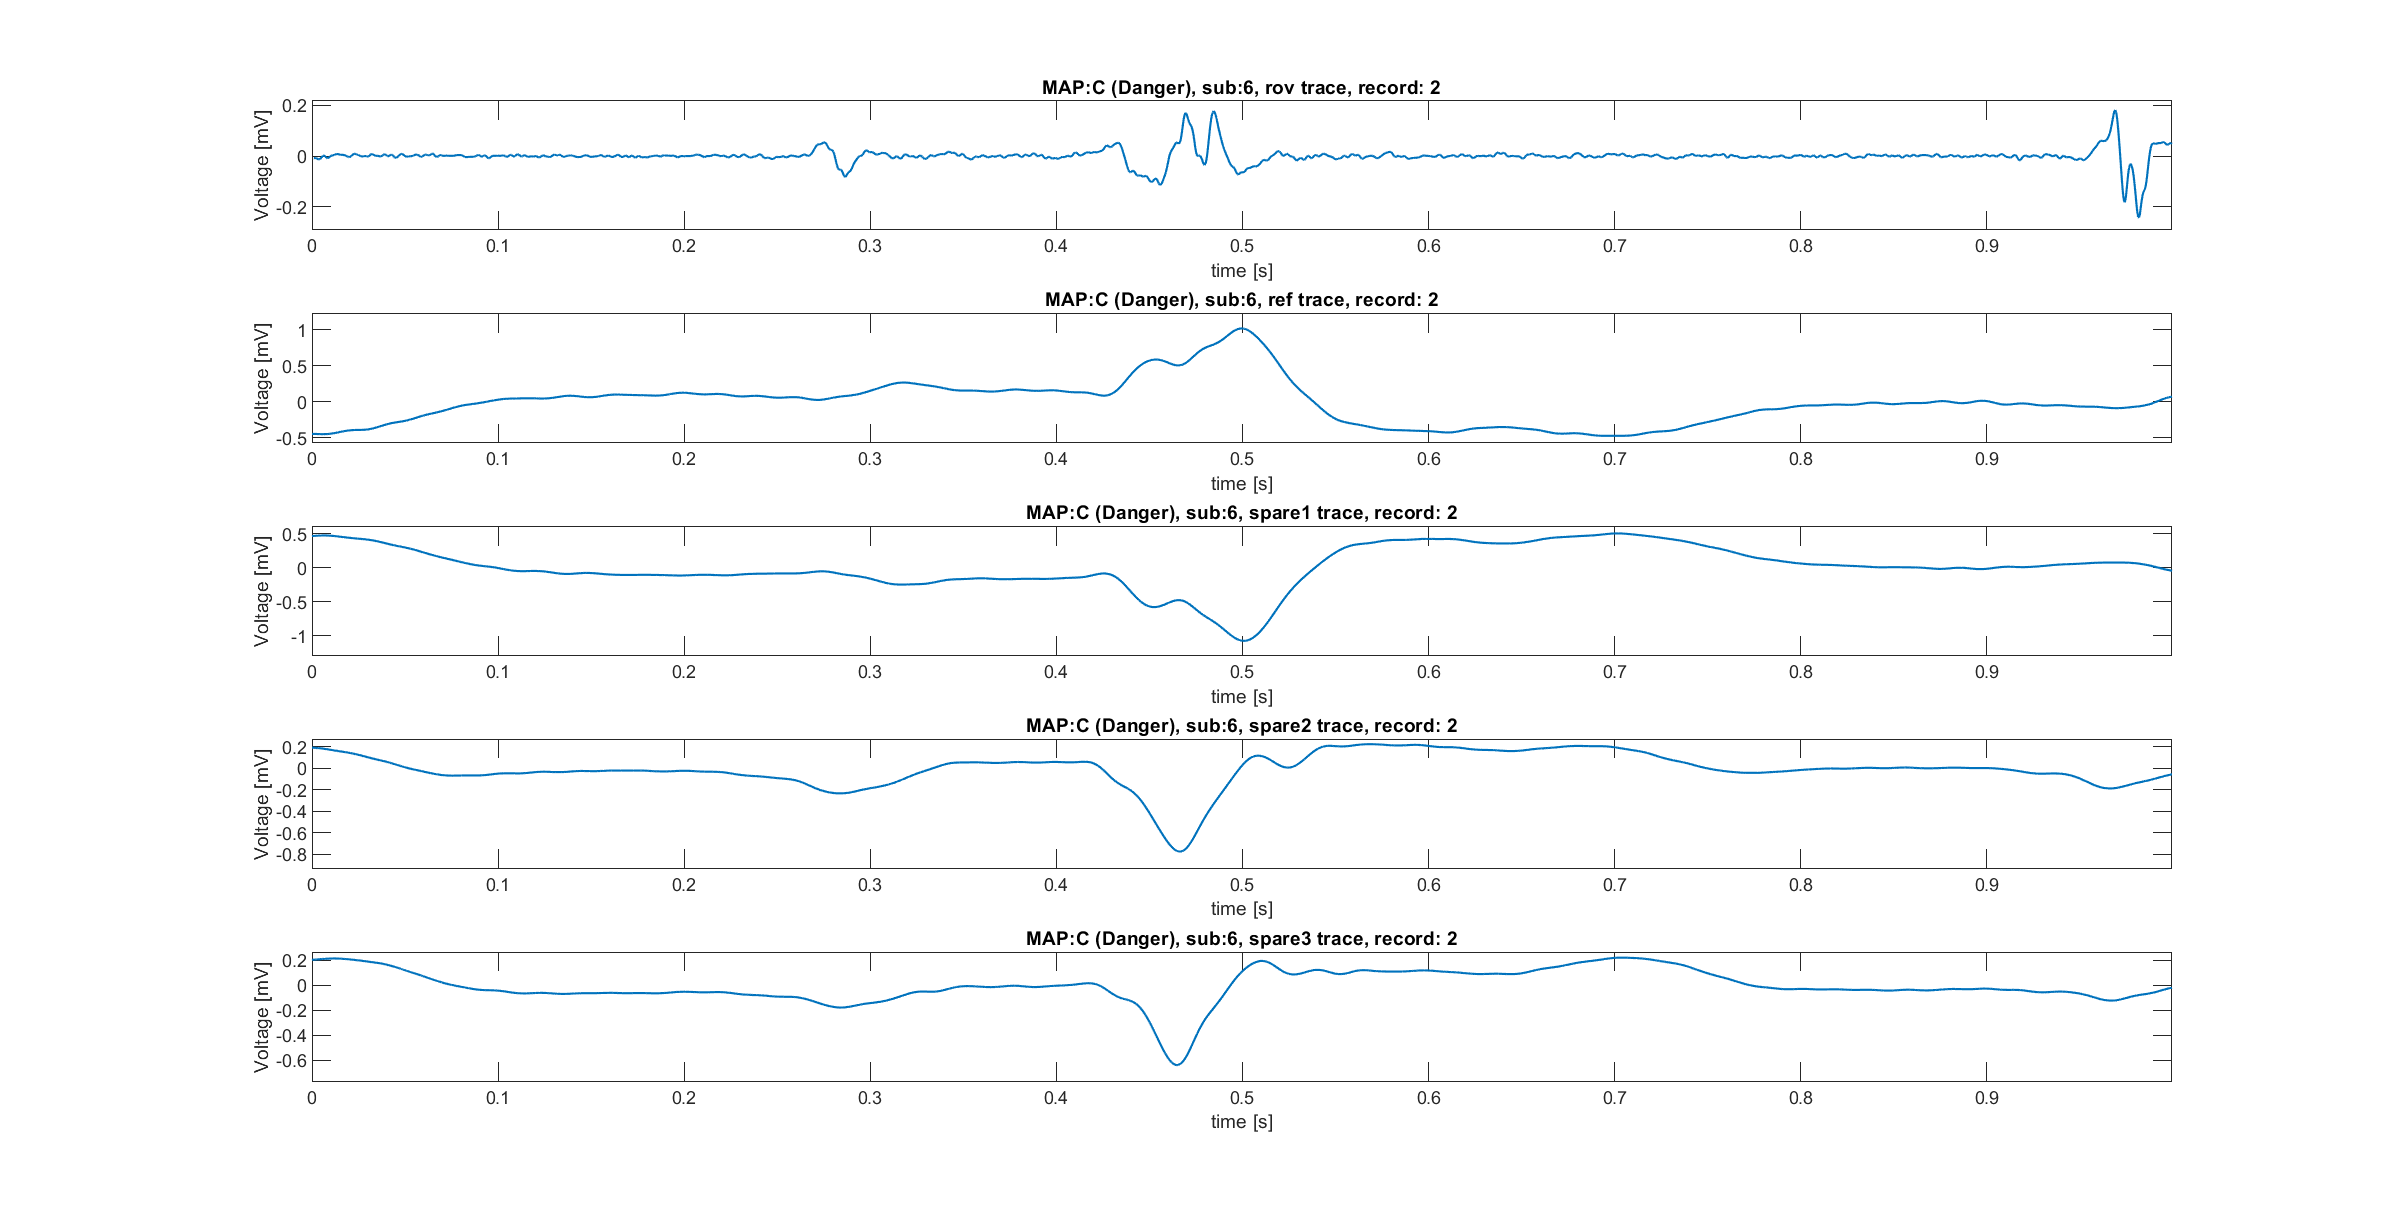 MAP:C (Danger), sub:6, rov trace, record: 2
Voltage [mV]
0.2
0
-0.2
0 0.1 0.2 0.3 0.4 0.5 0.6 0.7 0.8 0.9
time [s]
MAP:C (Danger), sub:6, ref trace, record: 2
Voltage [mV]
1
0.5
0
-0.5
0 0.1 0.2 0.3 0.4 0.5 0.6 0.7 0.8 0.9
time [s]
MAP:C (Danger), sub:6, spare1 trace, record: 2
Voltage [mV]
0.5
0
-0.5
-1
0 0.1 0.2 0.3 0.4 0.5 0.6 0.7 0.8 0.9
time [s]
MAP:C (Danger), sub:6, spare2 trace, record: 2
Voltage [mV]
0.2
0
-0.2
-0.4
-0.6
-0.8
0 0.1 0.2 0.3 0.4 0.5 0.6 0.7 0.8 0.9
time [s]
MAP:C (Danger), sub:6, spare3 trace, record: 2
Voltage [mV]
0.2
0
-0.2
-0.4
-0.6
0 0.1 0.2 0.3 0.4 0.5 0.6 0.7 0.8 0.9
time [s]